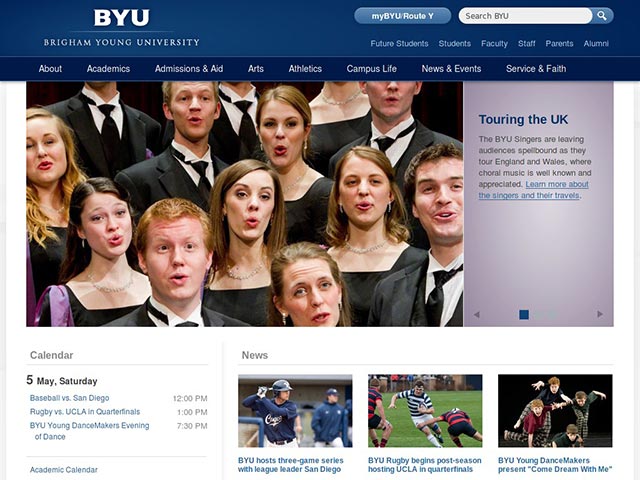 BYU
BRIGHAM YOUNG UNIVERSITY
myBYU/Route Y
Search BYU
Future Students Students Faculty Staff Parents Alumni
About Academics Admissions & Aid Arts Athletics Campus Life News & Events Service & Faith
Touring the UK
The BYU Singers are leaving
audiences spellbound as they
tour England and Wales, where
choral music is well known and
appreciated. Learn more about
the singers and their travels.
Calendar
5 May, Saturday
Baseball vs. San Diego 12:00 PM
Rugby vs. UCLA in Quarterfinals 1:00 PM
BYU Young DanceMakers Evening 7:30 PM
of Dance
Academic Calendar
News
BYU hosts three-game series
with league leader San Diego
BYU Rugby begins post-season
hosting UCLA in quarterfinals
BYU Young DanceMakers
present "Come Dream With Me"